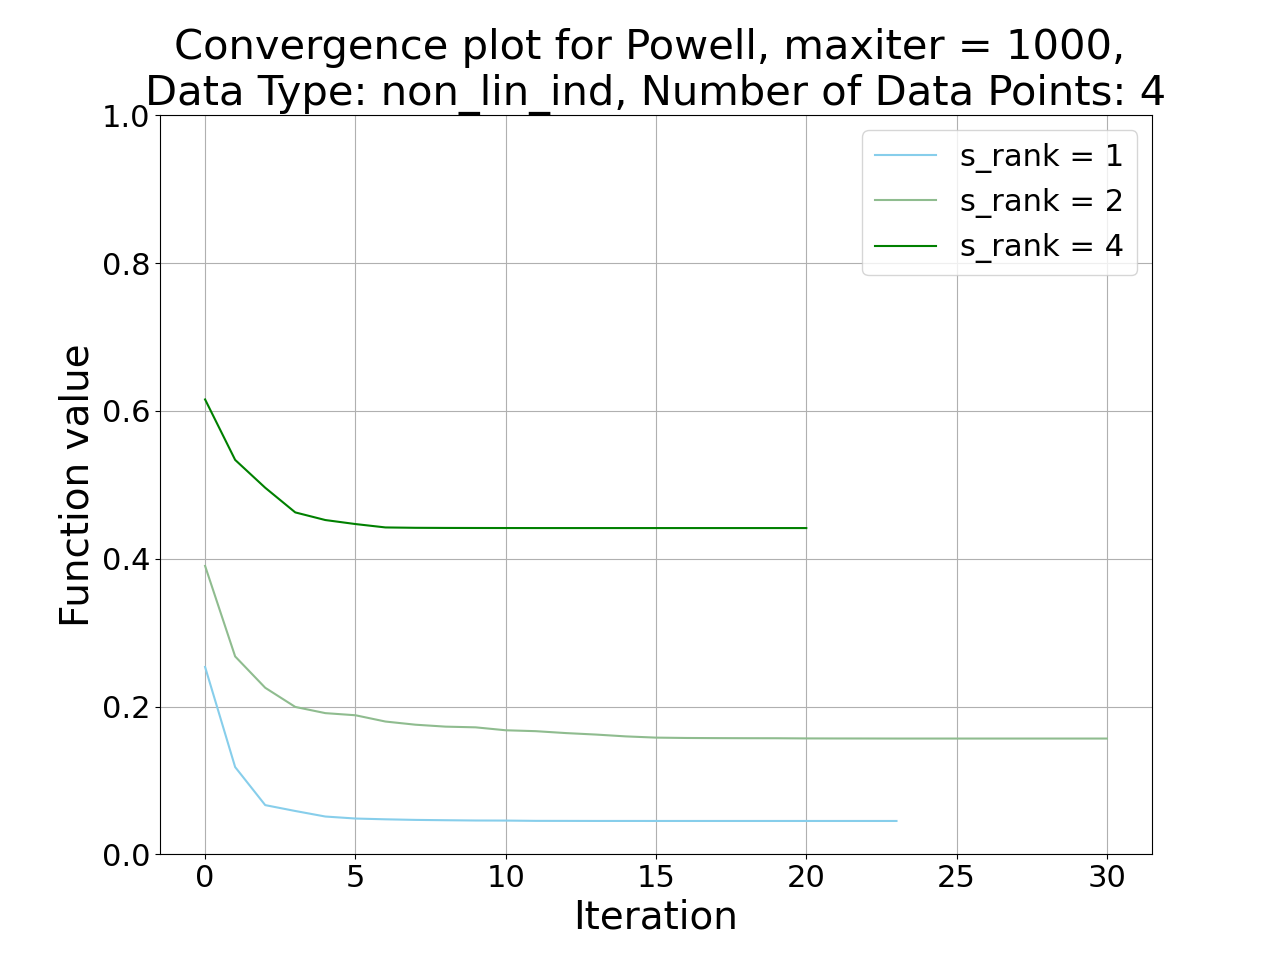 Convergence plot for Powell, maxiter = 1000,
Data Type: non_lin_ind, Number of Data Points: 4
1.0
0.8
0.6
0.4
0.2
0.0
Function value
s_rank = 1
s_rank = 2
s_rank = 4
0 5 10 15 20 25 30
Iteration